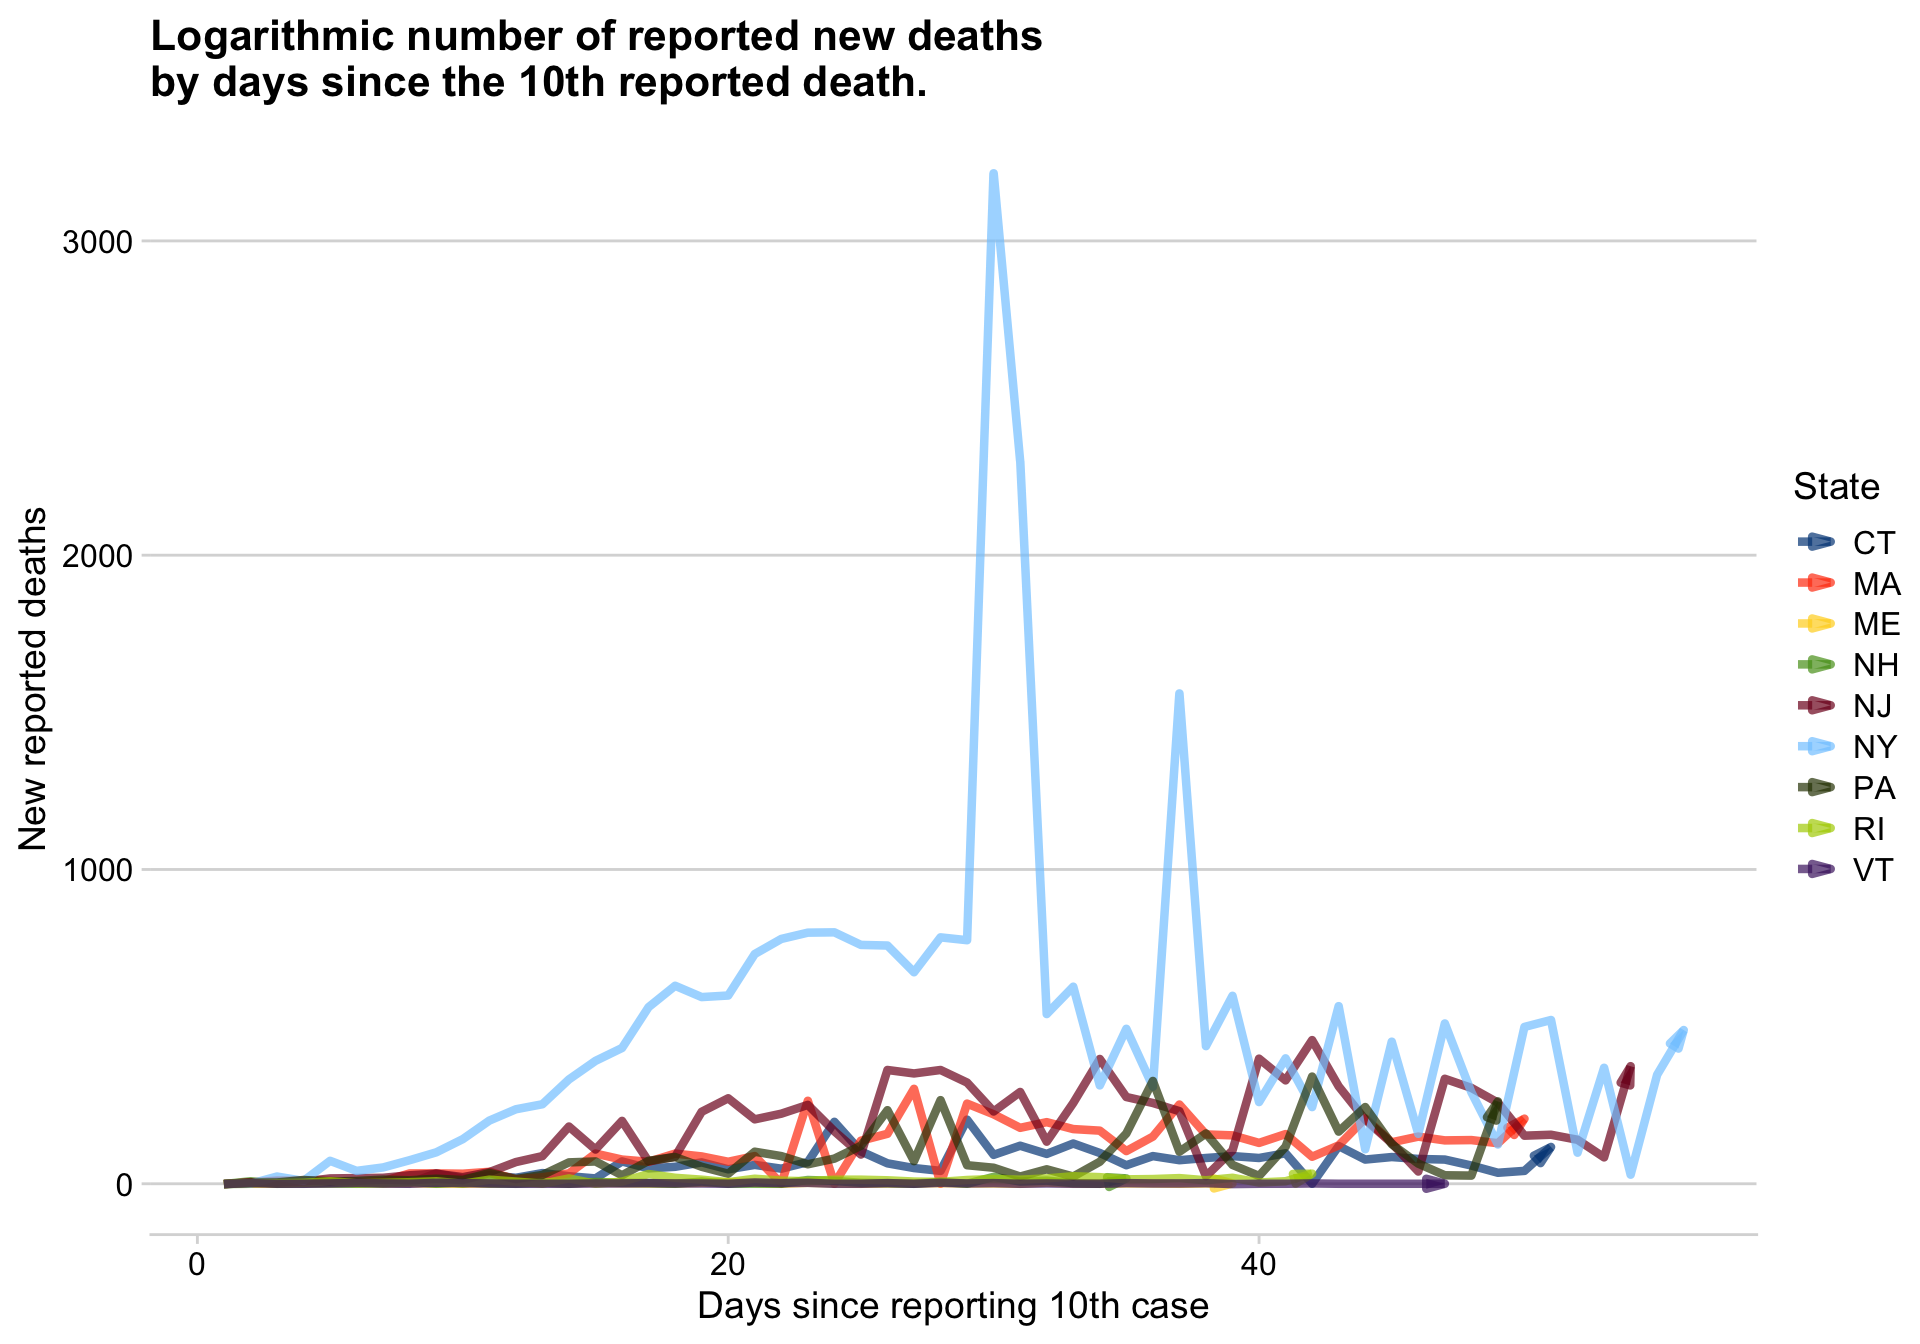 Logarithmic number of reported new deaths
by days since the 10th reported death.
New reported deaths
3000
2000
1000
0
0 20 40
Days since reporting 10th case
State
CT
MA
ME
NH
NJ
NY
PA
RI
VT